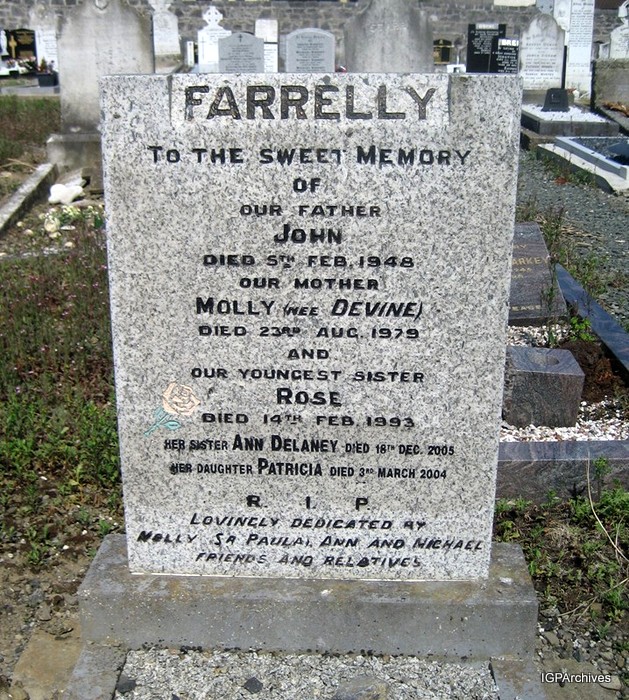 FARRELLY
TO THE SWEET MEMORY
OF
OUR FATHER
JOHN
DIED 5TH FEB. 1948
OUR MOTHER
MOLLY (NEE DEVINE)
DIED 23RD AUG. 1979
AND
OUR YOUNGEST SISTER
ROSE
DIED 14TH FEB. 1993
HER SISTER ANN DELANEY DIED 18TH DEC. 2005
HER DAUGHTER PATRICIA DIED 3RD MARCH 2004
R. I. P
LOVINGLY DEDICATED BY
MOLLY, SR PAULA, ANN AND MICHAEL
FRIENDS AND RELATIVES
IGPArchives